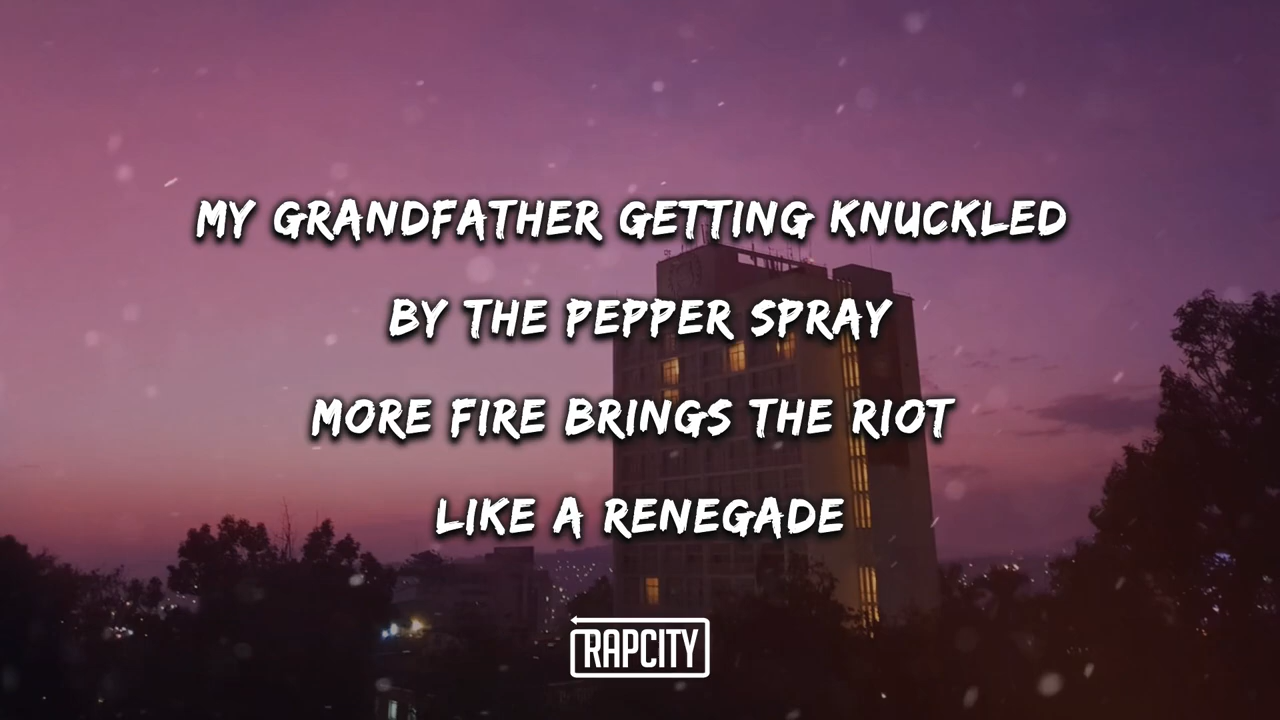 MY GRANDFATHER GETTING KNUCKLED
BY THE PEPPER SPRAY
MORE FIRE BRINGS THE RIOT
LIKE A RENEGADE
RAPCITY